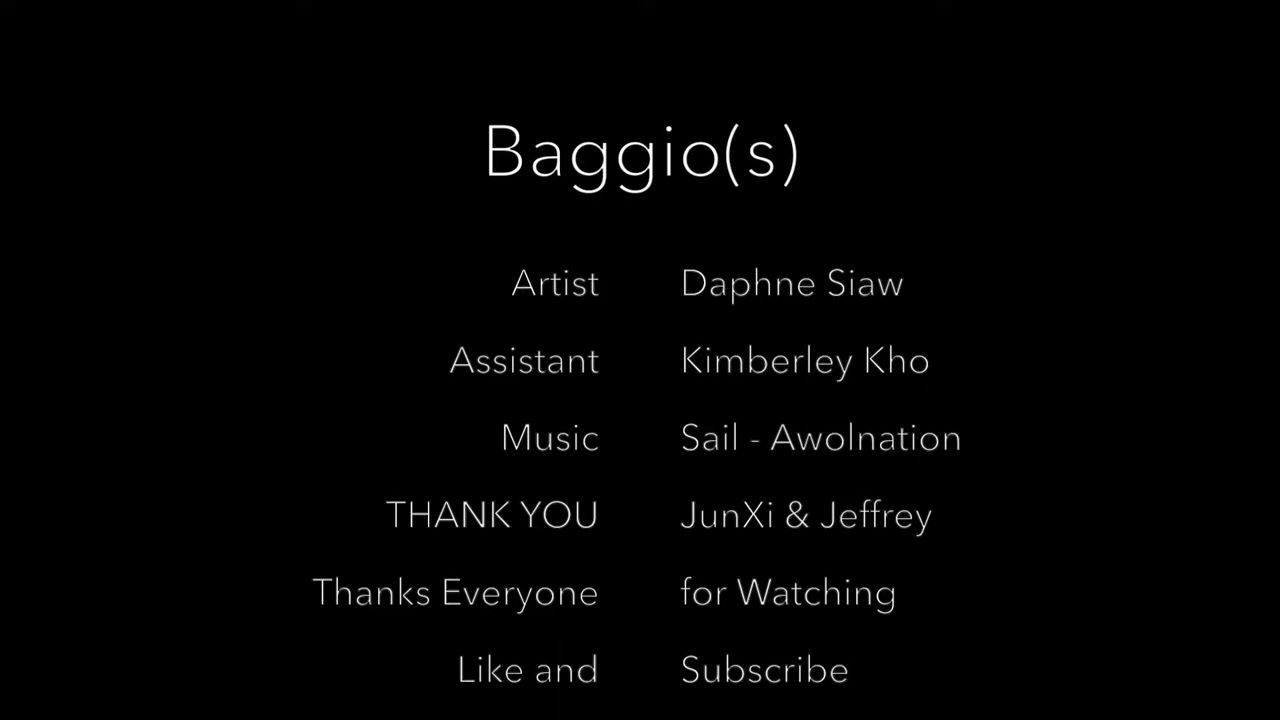 Baggio(s)
Artist Daphne Siaw
Assistant Kimberley Kho
Music Sail - Awolnation
THANK YOU JunXi & Jeffrey
Thanks Everyone for Watching
Like and Subscribe